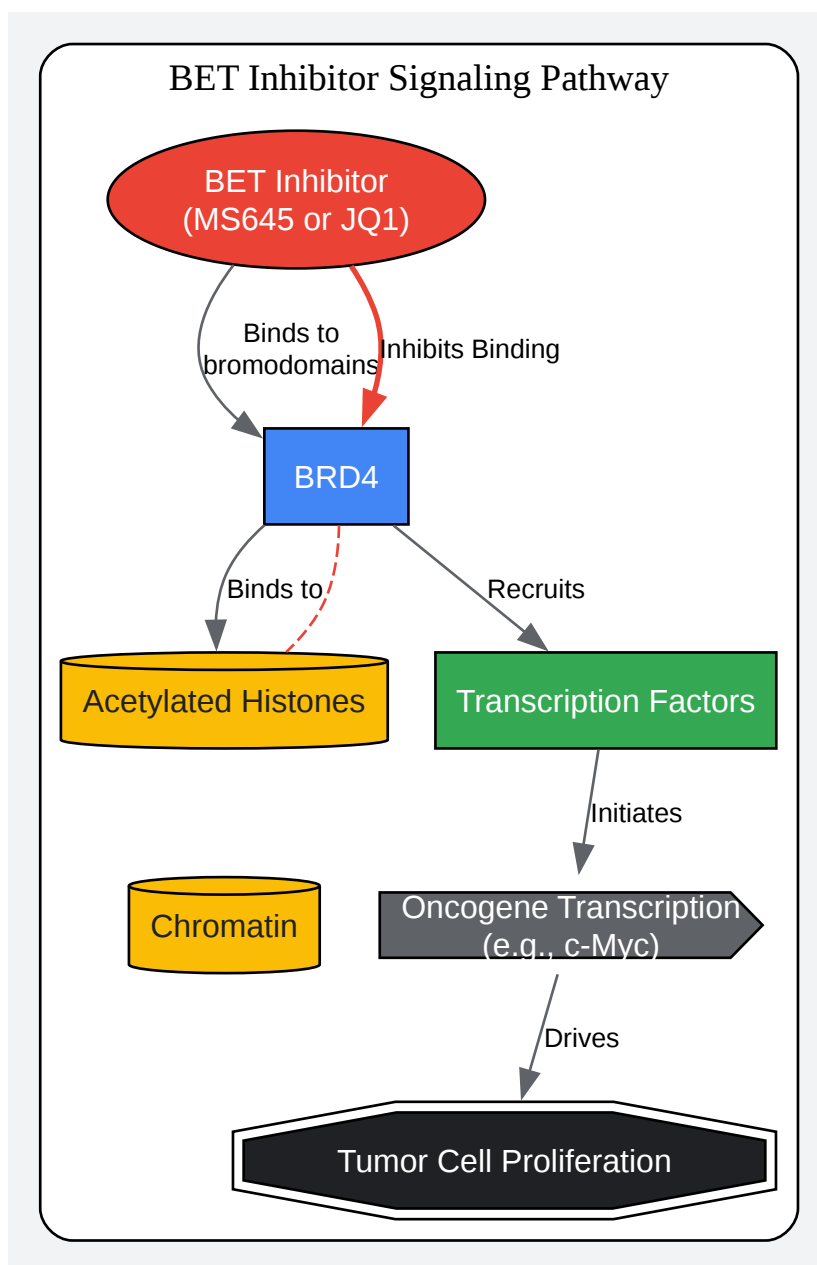 BET Inhibitor Signaling Pathway
BET Inhibitor
(MS645 or JQ1)
Binds to
bromodomains
Inhibits Binding
BRD4
Binds to
Recruits
Acetylated Histones
Transcription Factors
Initiates
Chromatin
Oncogene Transcription
(e.g., c-Myc)
Drives
Tumor Cell Proliferation